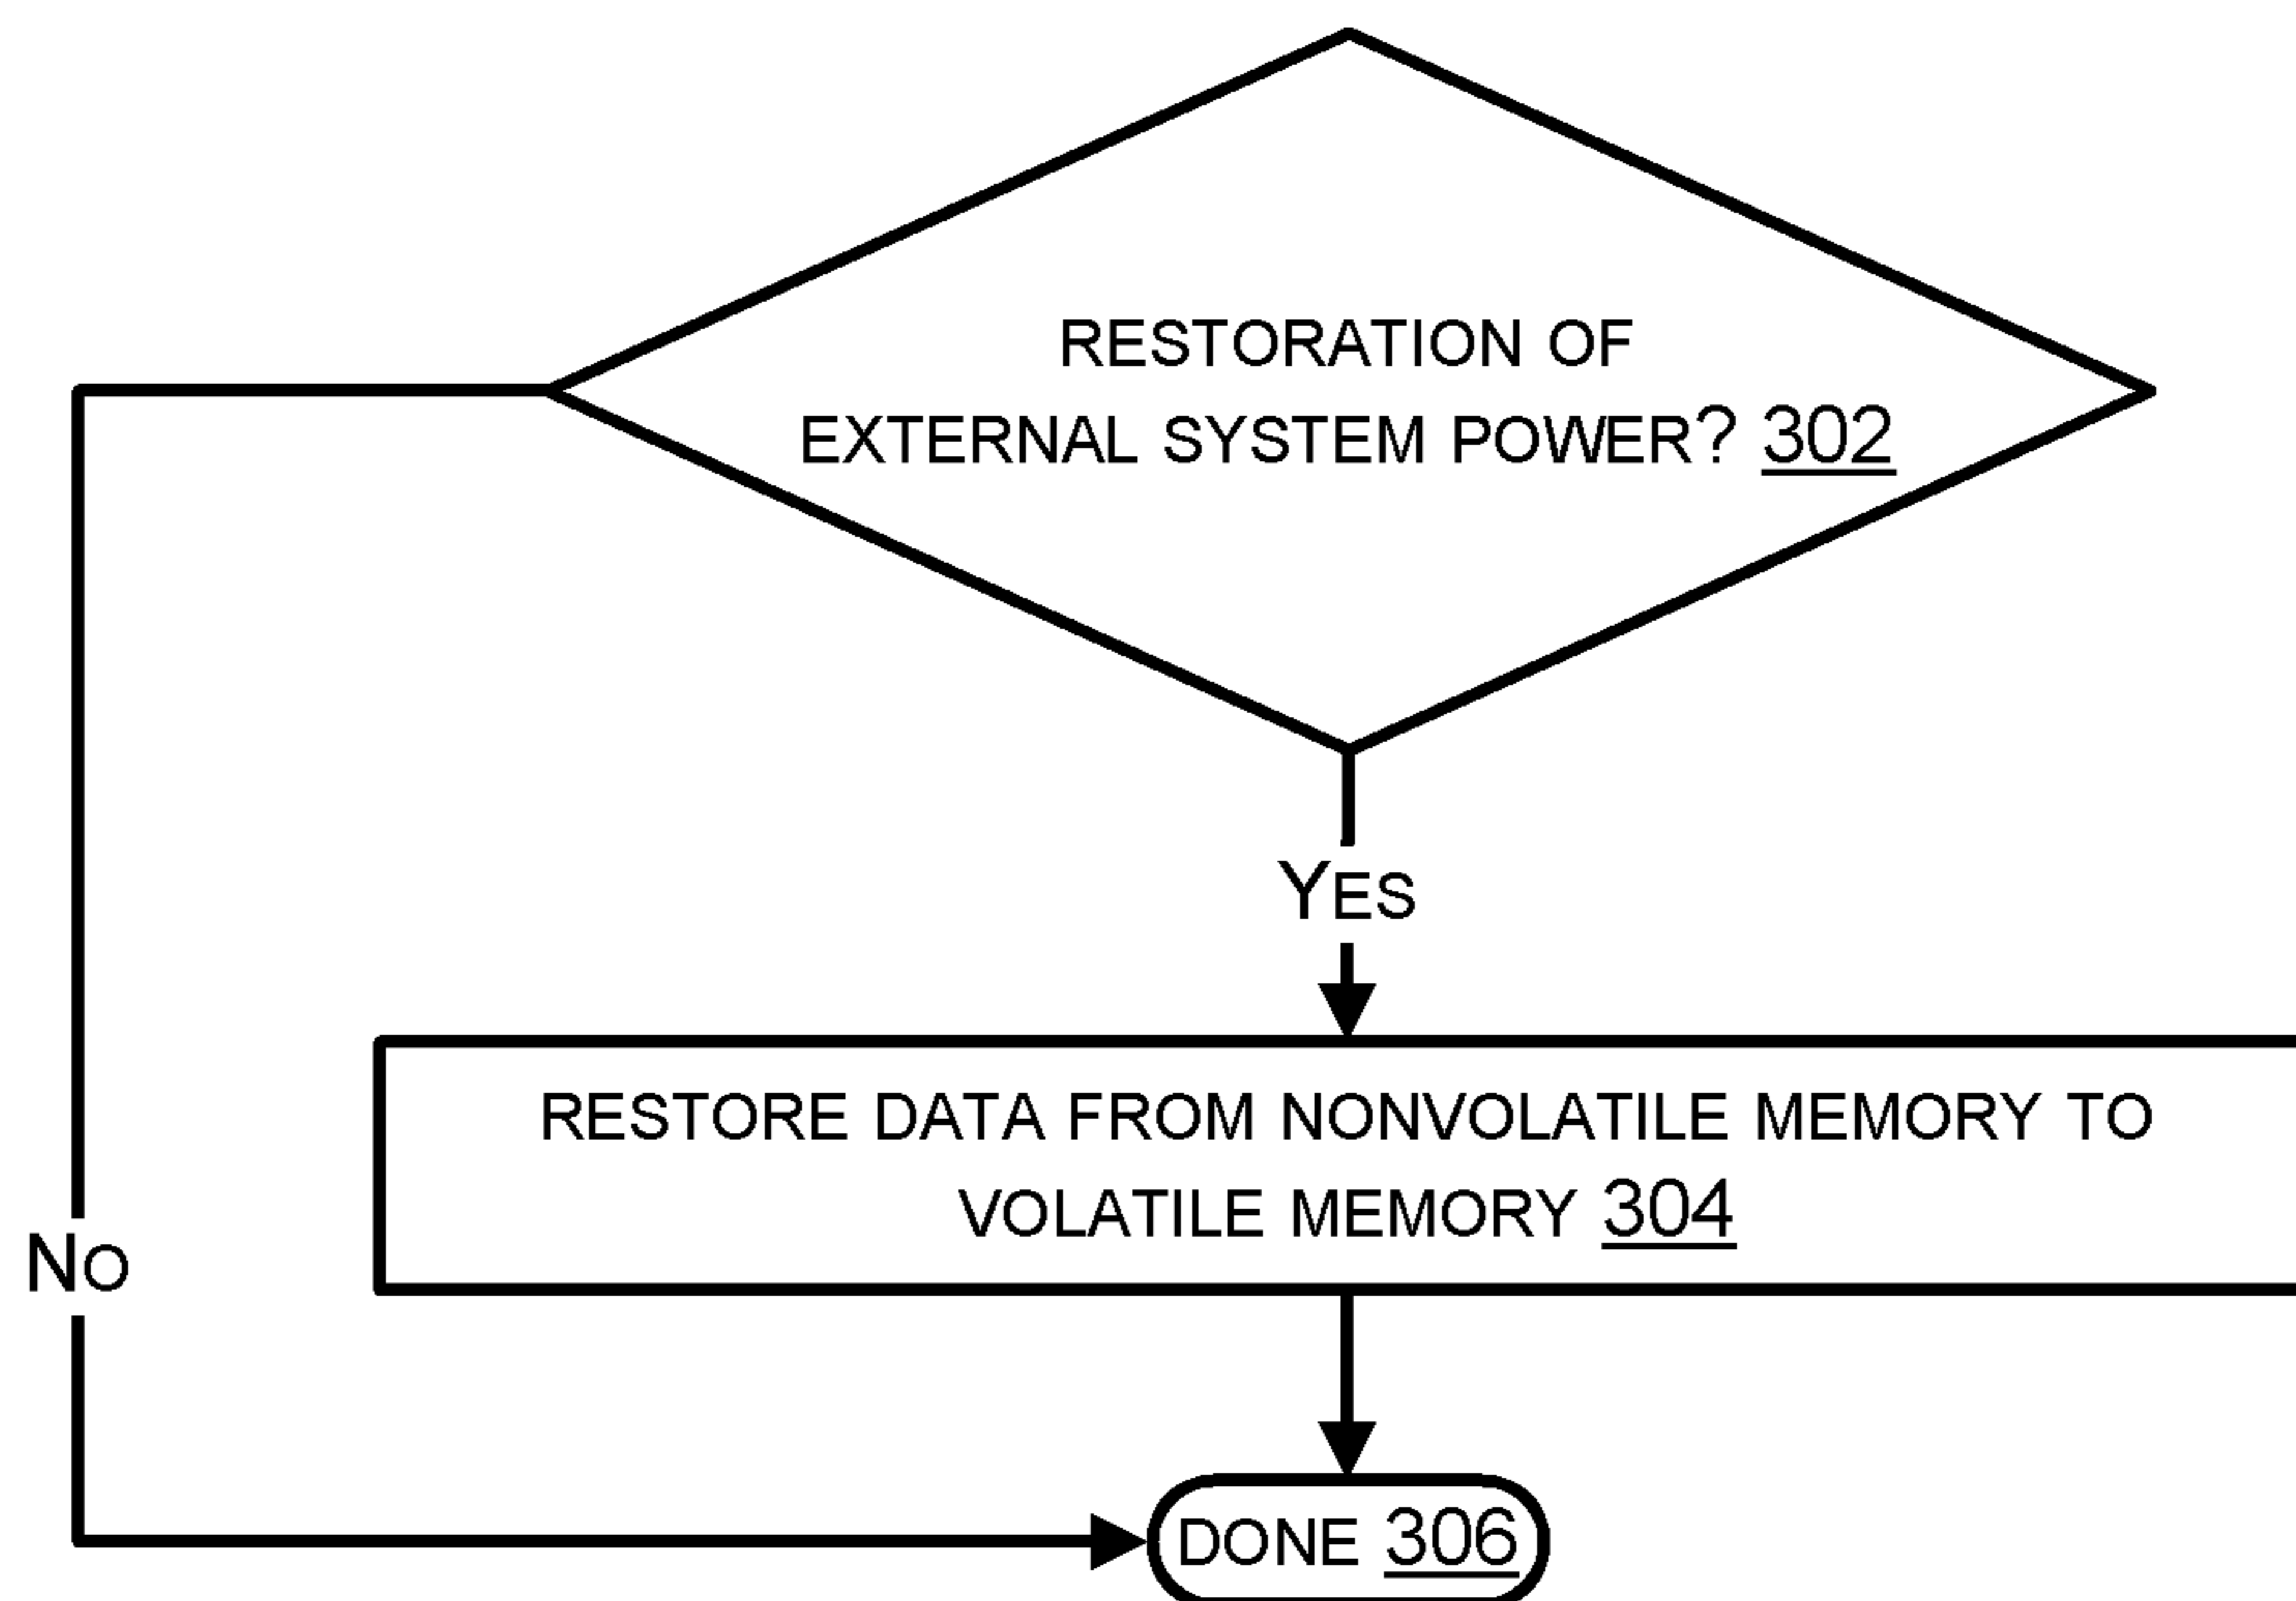 RESTORATION OF
EXTERNAL SYSTEM POWER? 302
YES
RESTORE DATA FROM NONVOLATILE MEMORY TO
VOLATILE MEMORY 304
NO
DONE 306